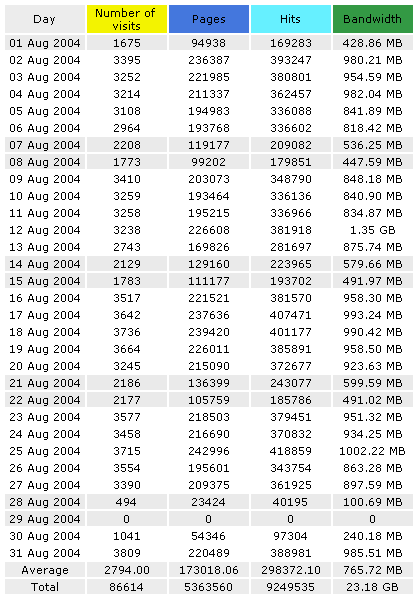 Day Number of visits Pages Hits Bandwidth
01 Aug 2004 1675 94938 169283 428.86 MB
02 Aug 2004 3395 236387 393247 980.21 MB
03 Aug 2004 3252 221985 380801 954.59 MB
04 Aug 2004 3214 211337 362457 982.04 MB
05 Aug 2004 3108 194983 336088 841.89 MB
06 Aug 2004 2964 193768 336602 818.42 MB
07 Aug 2004 2208 119177 209082 536.25 MB
08 Aug 2004 1773 99202 179851 447.59 MB
09 Aug 2004 3410 203073 348790 848.18 MB
10 Aug 2004 3259 193464 336136 840.90 MB
11 Aug 2004 3258 195215 336966 834.87 MB
12 Aug 2004 3238 226608 381918 1.35 GB
13 Aug 2004 2743 169826 281697 875.74 MB
14 Aug 2004 2129 129160 223965 579.66 MB
15 Aug 2004 1783 111177 193702 491.97 MB
16 Aug 2004 3517 221521 381570 958.30 MB
17 Aug 2004 3642 237636 407471 993.24 MB
18 Aug 2004 3736 239420 401177 990.42 MB
19 Aug 2004 3664 226011 385891 958.50 MB
20 Aug 2004 3245 215090 372677 923.63 MB
21 Aug 2004 2186 136399 243077 599.59 MB
22 Aug 2004 2177 105759 185786 491.02 MB
23 Aug 2004 3577 218503 379451 951.32 MB
24 Aug 2004 3458 216690 370832 934.25 MB
25 Aug 2004 3715 242996 418859 1002.22 MB
26 Aug 2004 3554 195601 343754 863.28 MB
27 Aug 2004 3390 209375 361925 897.59 MB
28 Aug 2004 494 23424 40195 100.69 MB
29 Aug 2004 0 0 0 0
30 Aug 2004 1041 54346 97304 240.18 MB
31 Aug 2004 3809 220489 388981 985.51 MB
Average 2794.00 173018.06 298372.10 765.72 MB
Total 86614 5363560 9249535 23.18 GB